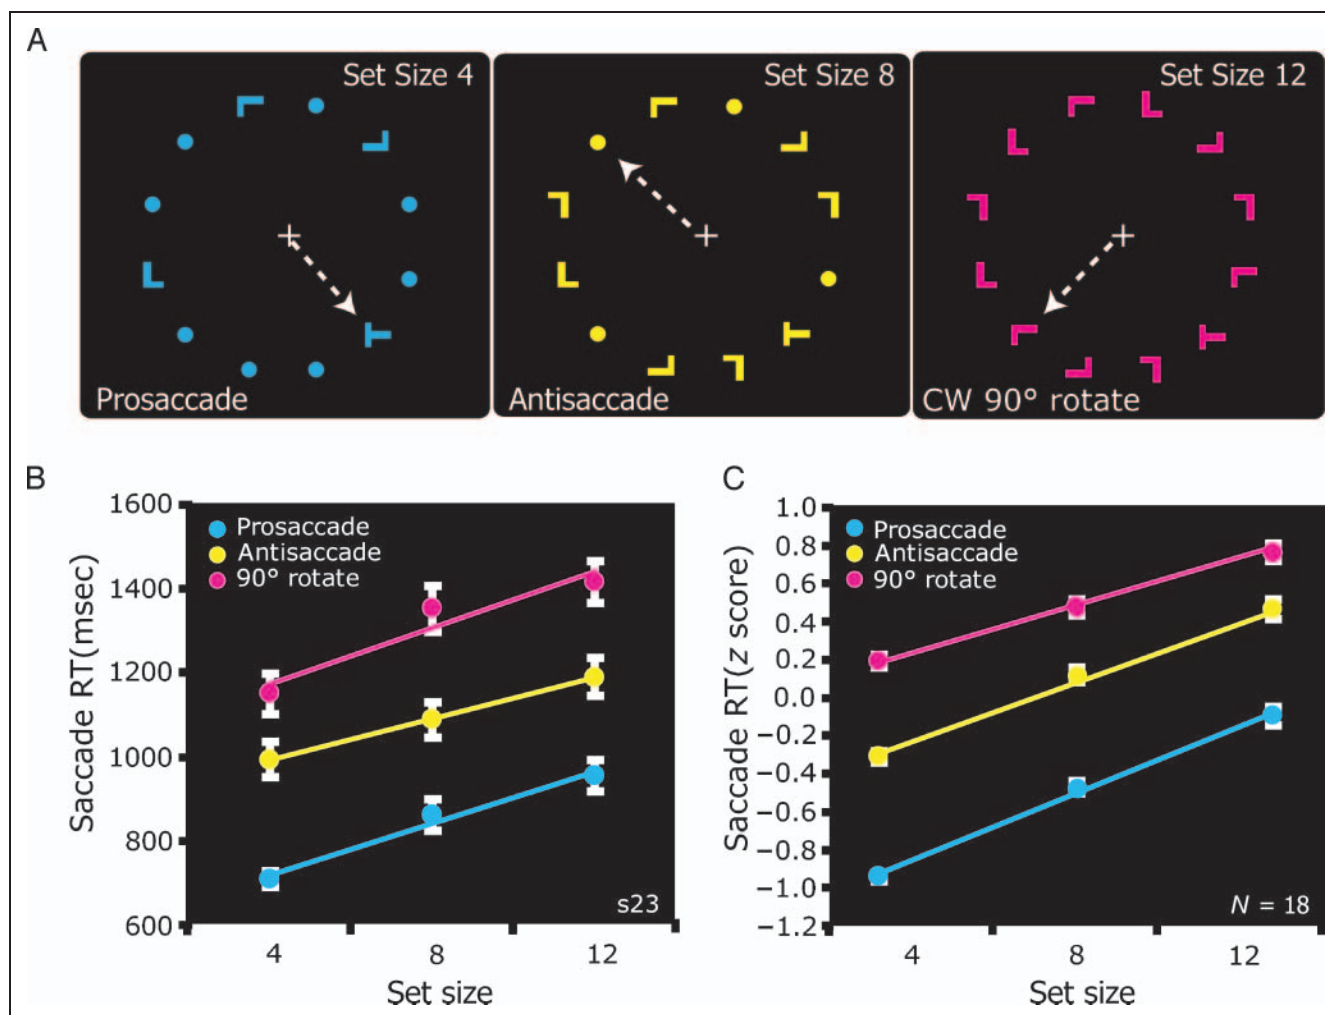 A
Set Size 4
Prosaccade
Set Size 8
Antisaccade
Set Size 12
CW 90° rotate
B
Saccade RT(msec)
1600
1400
1200
1000
800
600
Prosaccade
Antisaccade
90° rotate
s23
4 8 12
Set size
C
Saccade RT(z score)
1.0
0.8
0.6
0.4
0.2
0.0
−0.2
−0.4
−0.6
−0.8
−1.0
−1.2
Prosaccade
Antisaccade
90° rotate
N = 18
4 8 12
Set size